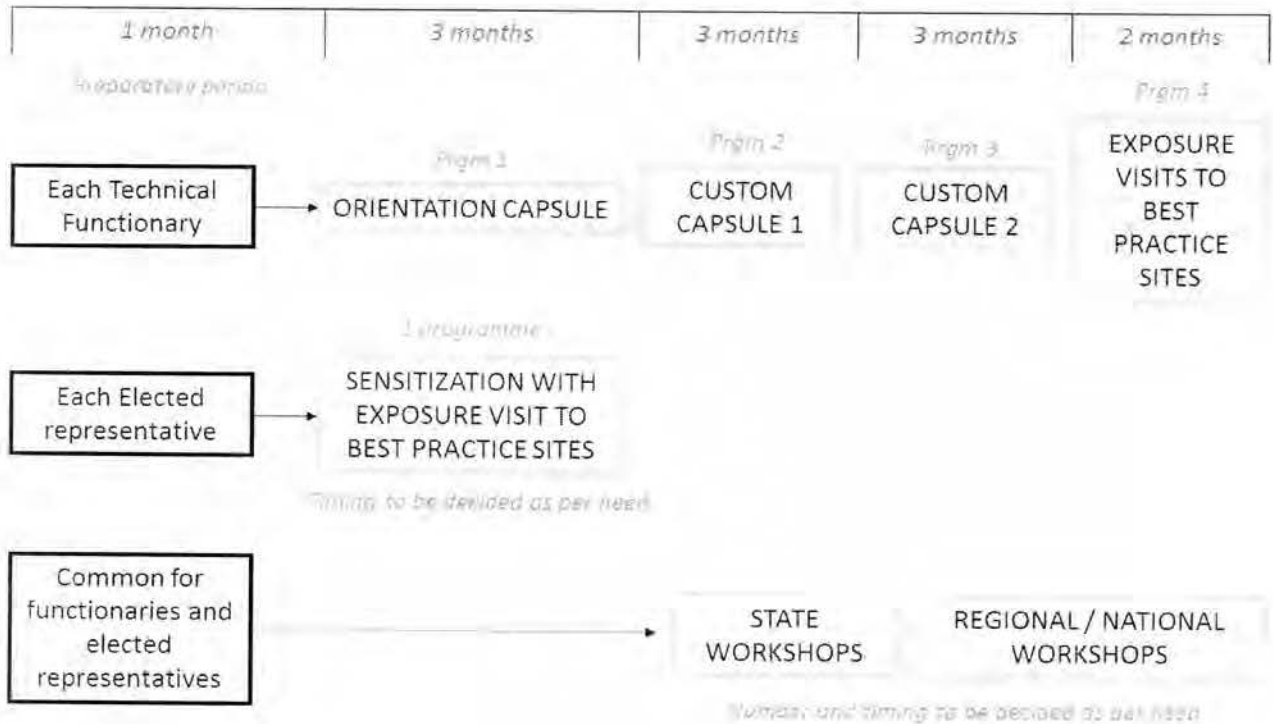 1 month 3 months 3 months 3 months 2 months
Preparatory period
Prgm 4
Prgm 1 Prgm 2 Prgm 3
Each Technical
Functionary
ORIENTATION CAPSULE
CUSTOM
CAPSULE 1
CUSTOM
CAPSULE 2
EXPOSURE
VISITS TO
BEST
PRACTICE
SITES
1 programme
Each Elected
representative
SENSITIZATION WITH
EXPOSURE VISIT TO
BEST PRACTICE SITES
Timing to be decided as per need
Common for
functionaries and
elected
representatives
STATE
WORKSHOPS
REGIONAL / NATIONAL
WORKSHOPS
Number and timing to be decided as per need